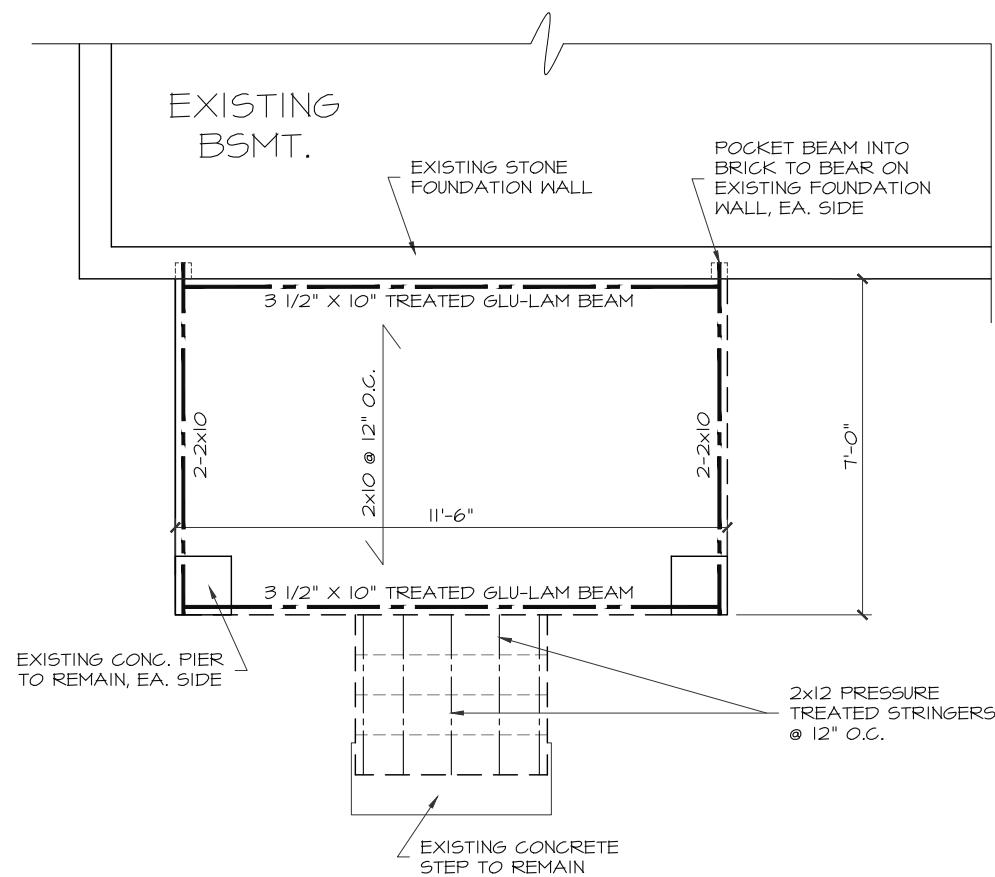 EXISTING
BSMT.
EXISTING STONE
FOUNDATION WALL
POCKET BEAM INTO
BRICK TO BEAR ON
EXISTING FOUNDATION
WALL, EA. SIDE
3 1/2" X 10" TREATED GLU-LAM BEAM
2-2x10
2x10 @ 12" O.C.
2-2x10
7'-0"
11'-6"
3 1/2" X 10" TREATED GLU-LAM BEAM
EXISTING CONC. PIER
TO REMAIN, EA. SIDE
2x12 PRESSURE
TREATED STRINGERS
@ 12" O.C.
EXISTING CONCRETE
STEP TO REMAIN